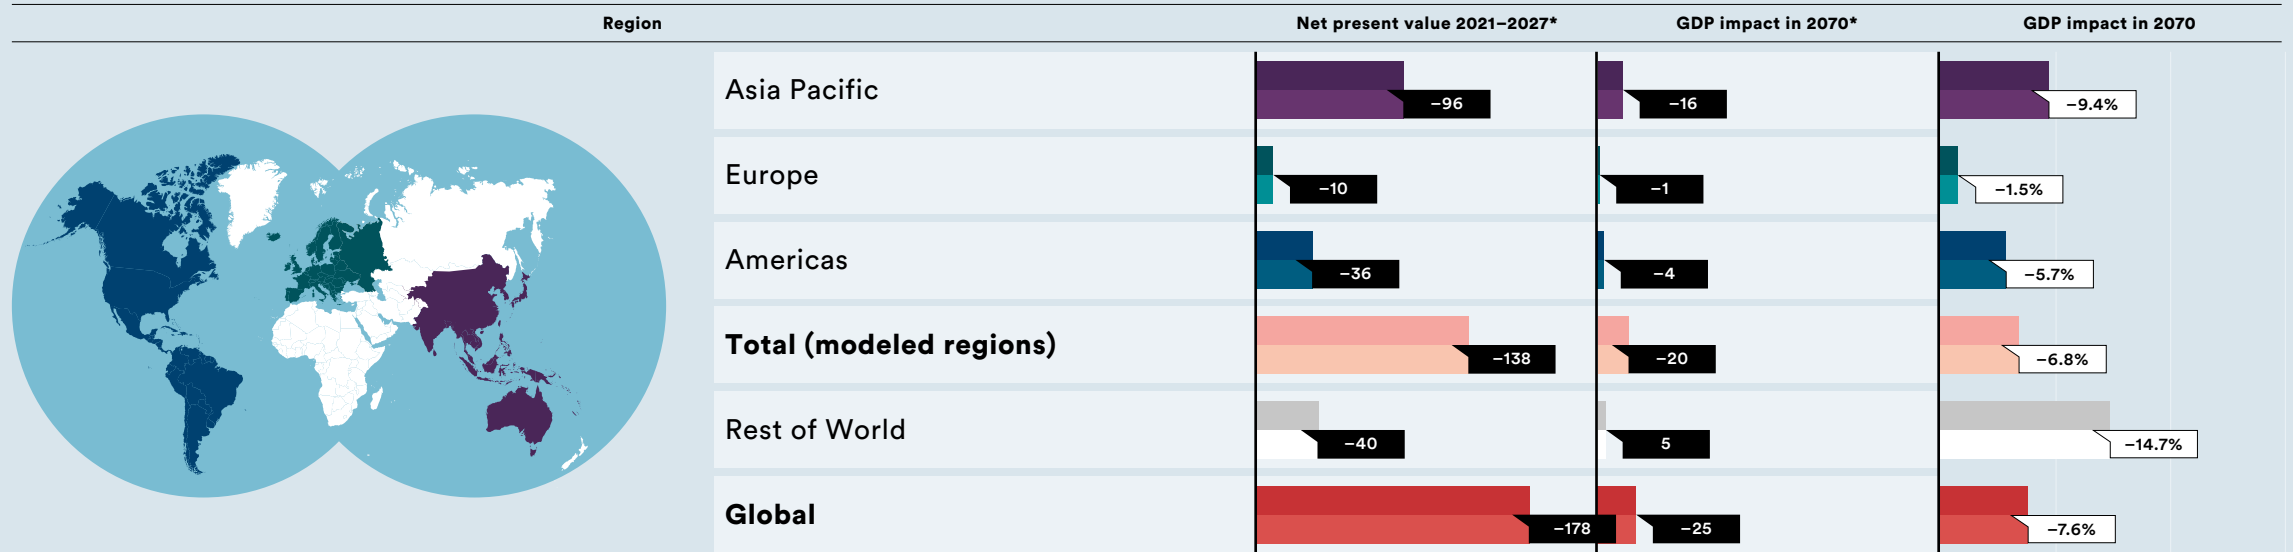 Region Net present value 2021–2027* GDP impact in 2070* GDP impact in 2070
Asia Pacific –96 –16 –9.4%
Europe –10 –1 –1.5%
Americas –36 –4 –5.7%
Total (modeled regions) –138 –20 –6.8%
Rest of World –40 5 –14.7%
Global –178 –25 –7.6%